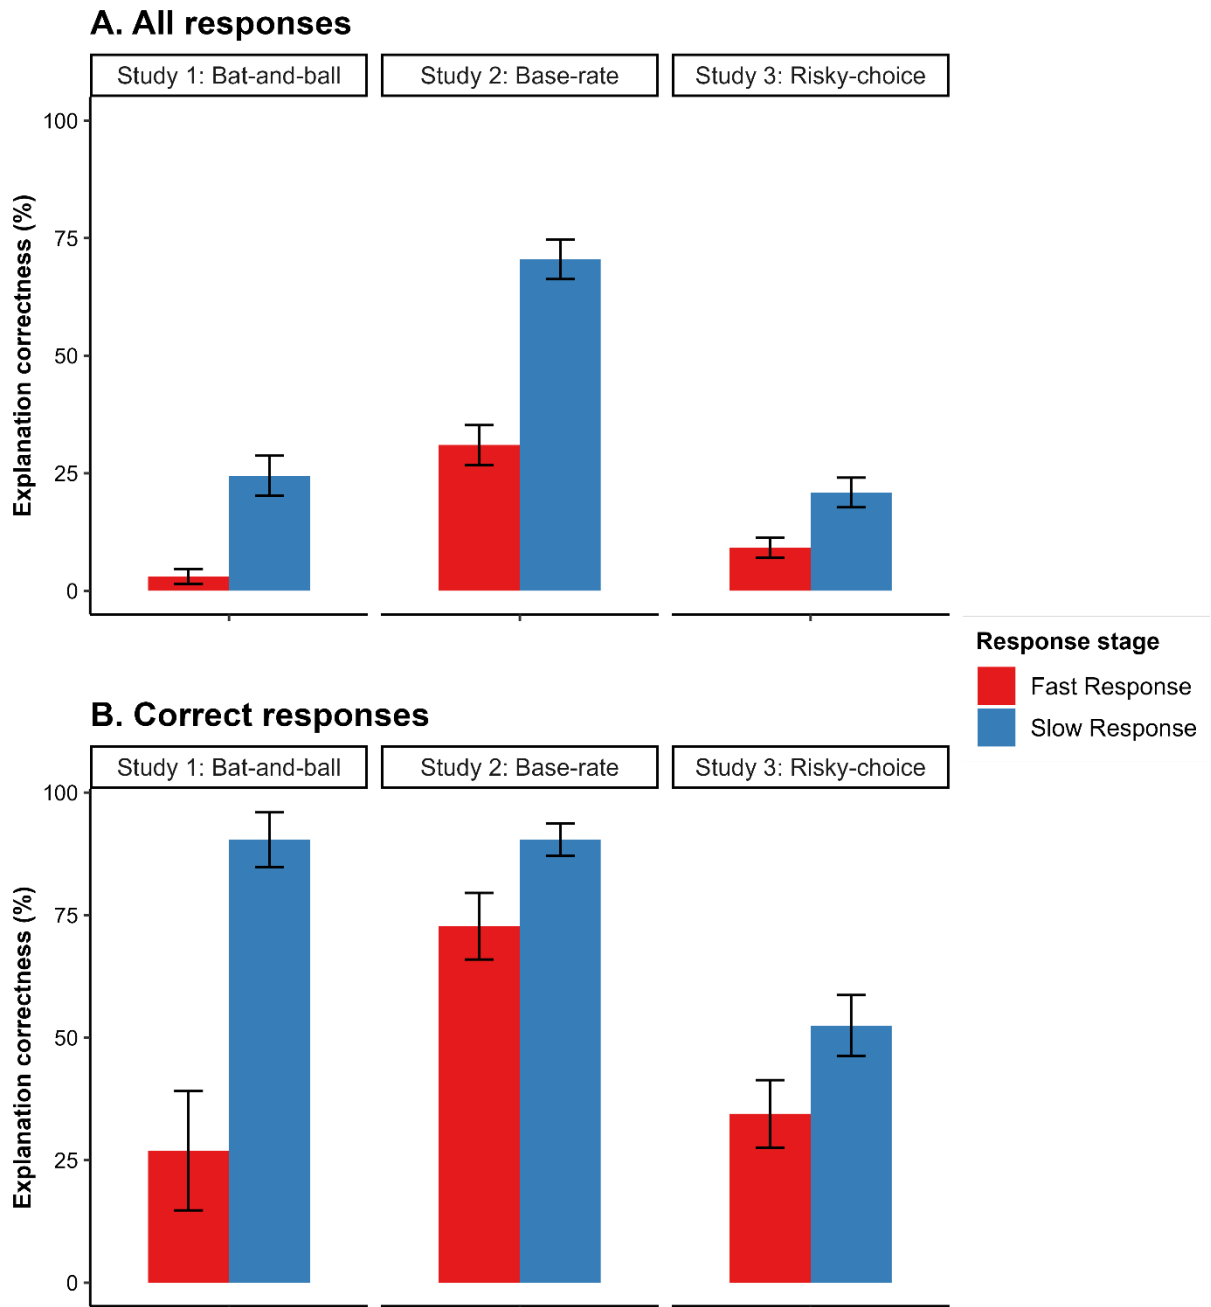 A. All responses
Study 1: Bat-and-ball
Study 2: Base-rate
Study 3: Risky-choice
Explanation correctness (%)
100
75
50
25
0
Response stage
Fast Response
Slow Response
B. Correct responses
Study 1: Bat-and-ball
Study 2: Base-rate
Study 3: Risky-choice
Explanation correctness (%)
100
75
50
25
0